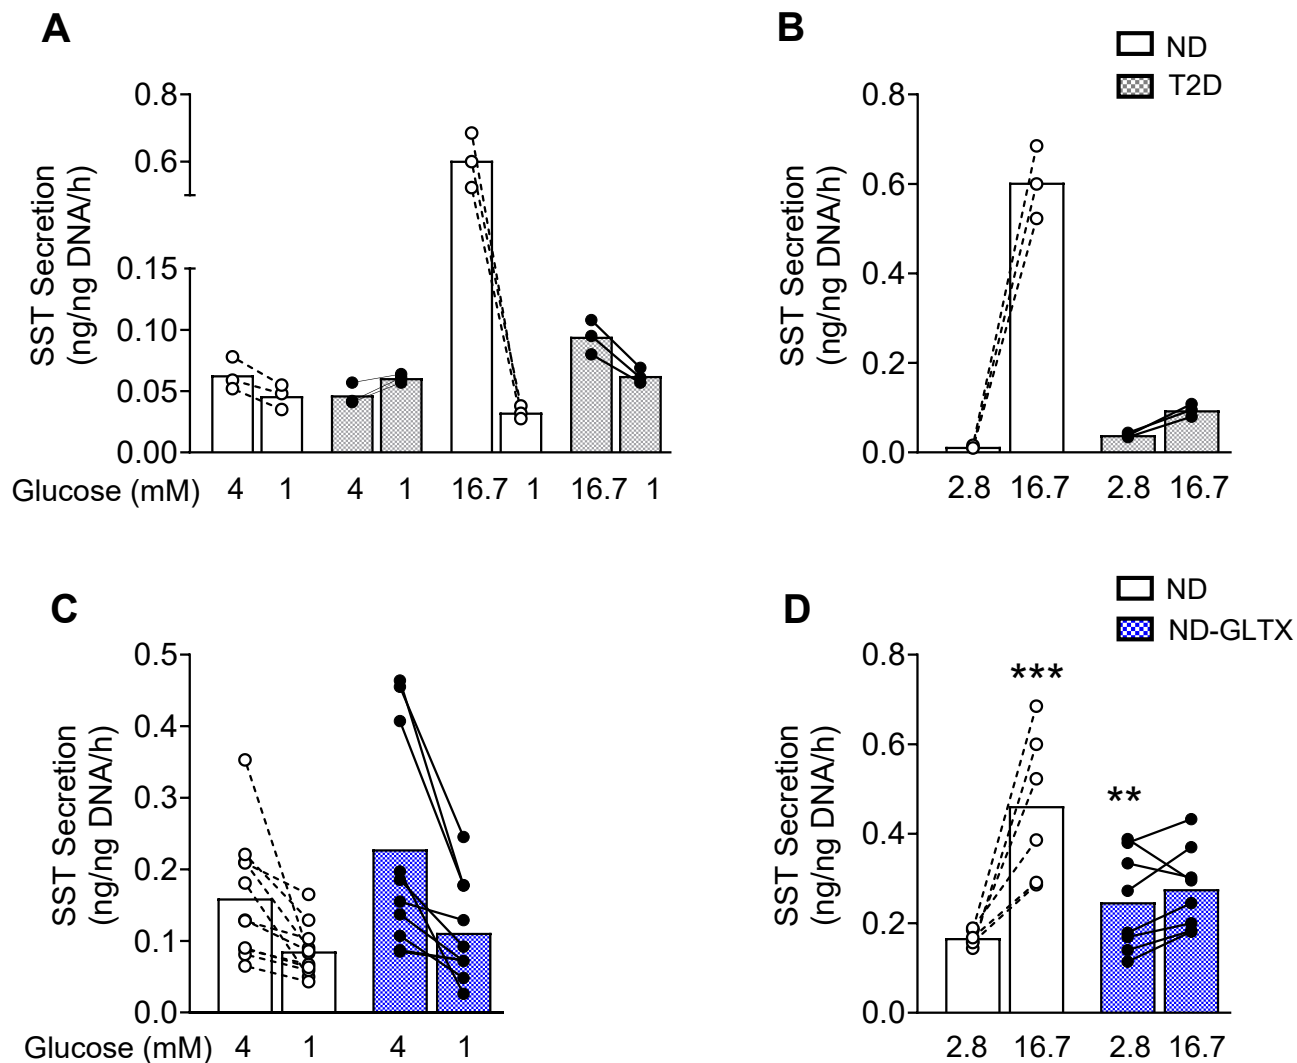 A
SST Secretion
(ng/ng DNA/h)
0.8
0.6
0.15
0.10
0.05
0.00
Glucose (mM) 4 1 4 1 16.7 1 16.7 1
B
ND
T2D
SST Secretion
(ng/ng DNA/h)
0.8
0.6
0.4
0.2
0.0
2.8 16.7 2.8 16.7
C
SST Secretion
(ng/ng DNA/h)
0.5
0.4
0.3
0.2
0.1
0.0
Glucose (mM) 4 1 4 1
D
ND
ND-GLTX
SST Secretion
(ng/ng DNA/h)
0.8
0.6
0.4
0.2
0.0
***
**
2.8 16.7 2.8 16.7